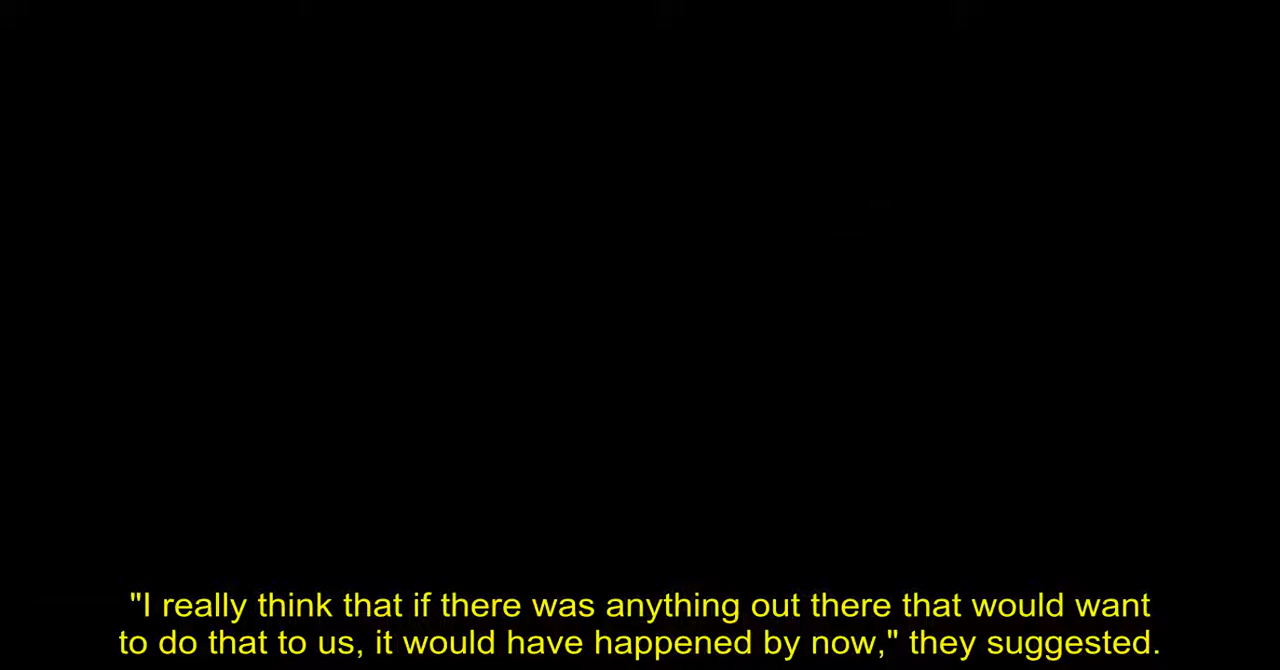 "I really think that if there was anything out there that would want
to do that to us, it would have happened by now," they suggested.